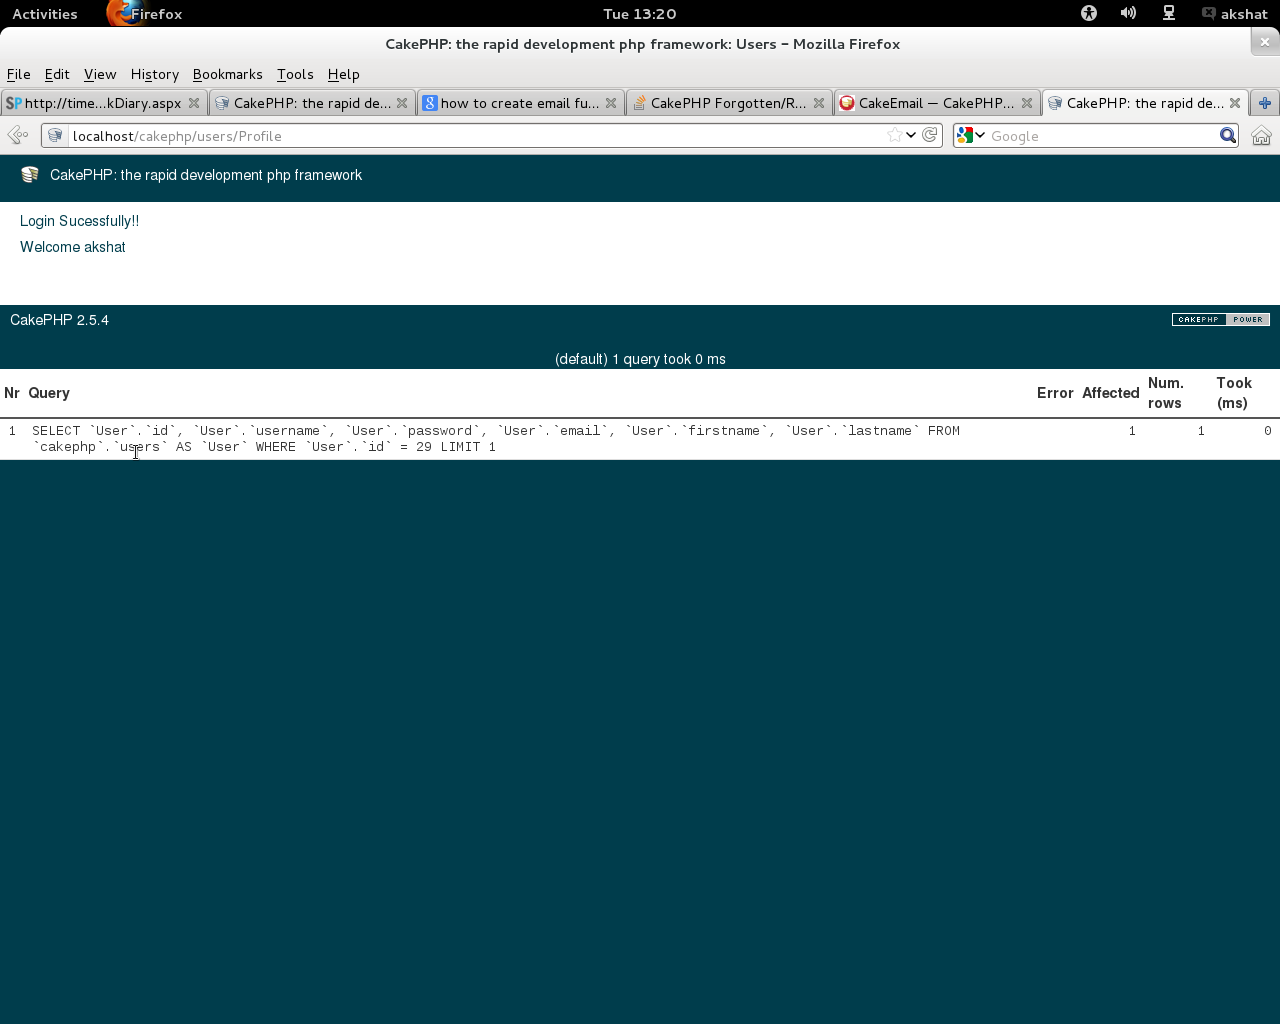 Activities Firefox Tue 13:20 akshat
CakePHP: the rapid development php framework: Users – Mozilla Firefox
File Edit View History Bookmarks Tools Help
http://time...kDiary.aspx CakePHP: the rapid de... how to create email fu... CakePHP Forgotten/R... CakeEmail — CakePHP... CakePHP: the rapid de...
localhost/cakephp/users/Profile Google
CakePHP: the rapid development php framework
Login Sucessfully!!
Welcome akshat
CakePHP 2.5.4 CAKEPHP POWER
(default) 1 query took 0 ms
Nr Query Error Affected Num. rows Took (ms)
1 SELECT `User`.`id`, `User`.`username`, `User`.`password`, `User`.`email`, `User`.`firstname`, `User`.`lastname` FROM 1 1 0
`cakephp`.`users` AS `User` WHERE `User`.`id` = 29 LIMIT 1